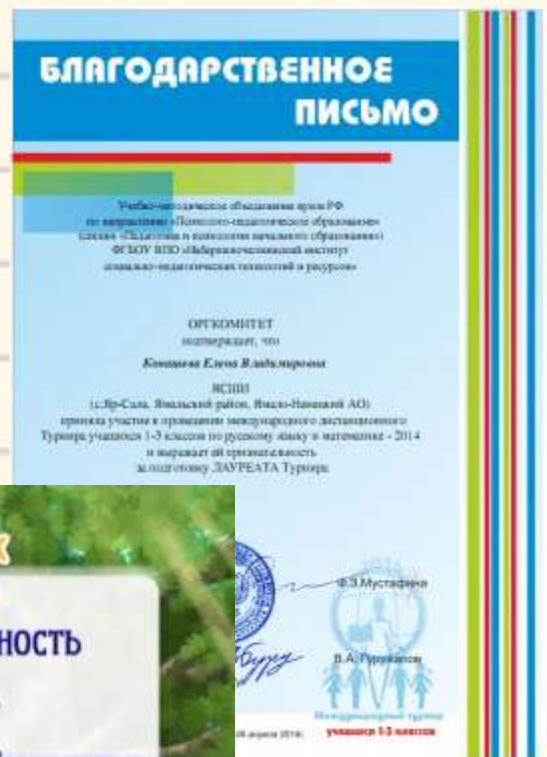 БЛАГОДАРСТВЕННОЕ
ПИСЬМО
Учебно-методическое объединение вузов РФ
по направлению «Психолого-педагогическое образование»
(секция «Педагогика и психология начального образования»)
ФГБОУ ВПО «Набережночелнинский институт
социально-педагогических технологий и ресурсов»
ОРГКОМИТЕТ
подтверждает, что
Конашева Елена Владимировна
ЯСШИ
(с.Яр-Сале, Ямальский район, Ямало-Ненецкий АО)
приняла участие в проведении международного дистанционного
Турнира учащихся 1-3 классов по русскому языку и математике - 2014
и выражает ей признательность
за подготовку ЛАУРЕАТА Турнира
Ф.З.Мустафина
НОСТЬ
В.А.
Международный турнир
апреля 2014г.
учащихся 1-3 классов